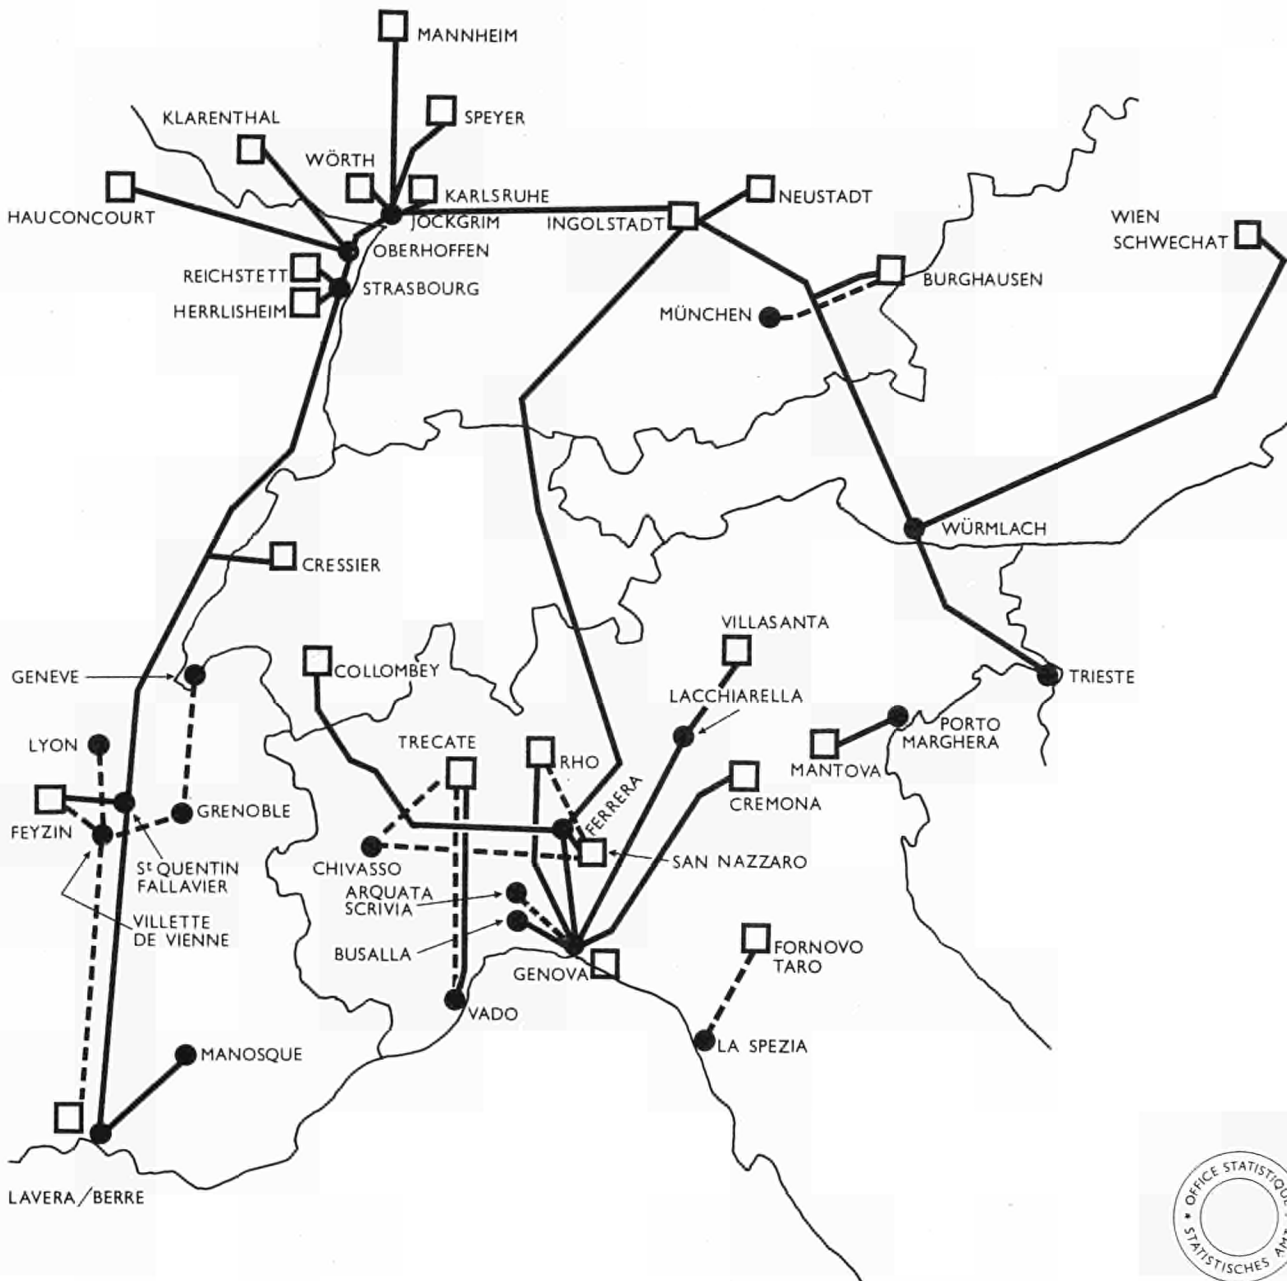 MANNHEIM
KLARENTHAL
SPEYER
WÖRTH
KARLSRUHE
NEUSTADT
HAUCONCOURT
JOCKGRIM
INGOLSTADT
WIEN
SCHWECHAT
OBERHOFFEN
REICHSTETT
BURGHAUSEN
STRASBOURG
HERRLISHEIM
MÜNCHEN
WÜRMLACH
CRESSIER
VILLASANTA
GENEVE
COLLOMBEY
TRIESTE
LACCHIARELLA
LYON
TRECATE
RHO
PORTO
MARGHERA
MANTOVA
FERRERA
CREMONA
FEYZIN
GRENOBLE
St QUENTIN
FALLAVIER
CHIVASSO
SAN NAZZARO
ARQUATA
SCRIVIA
VILLETTE
DE VIENNE
BUSALLA
GENOVA
FORNOVO
TARO
VADO
LA SPEZIA
MANOSQUE
LAVERA/BERRE
* OFFICE STATISTIQUE
* STATISTISCHES